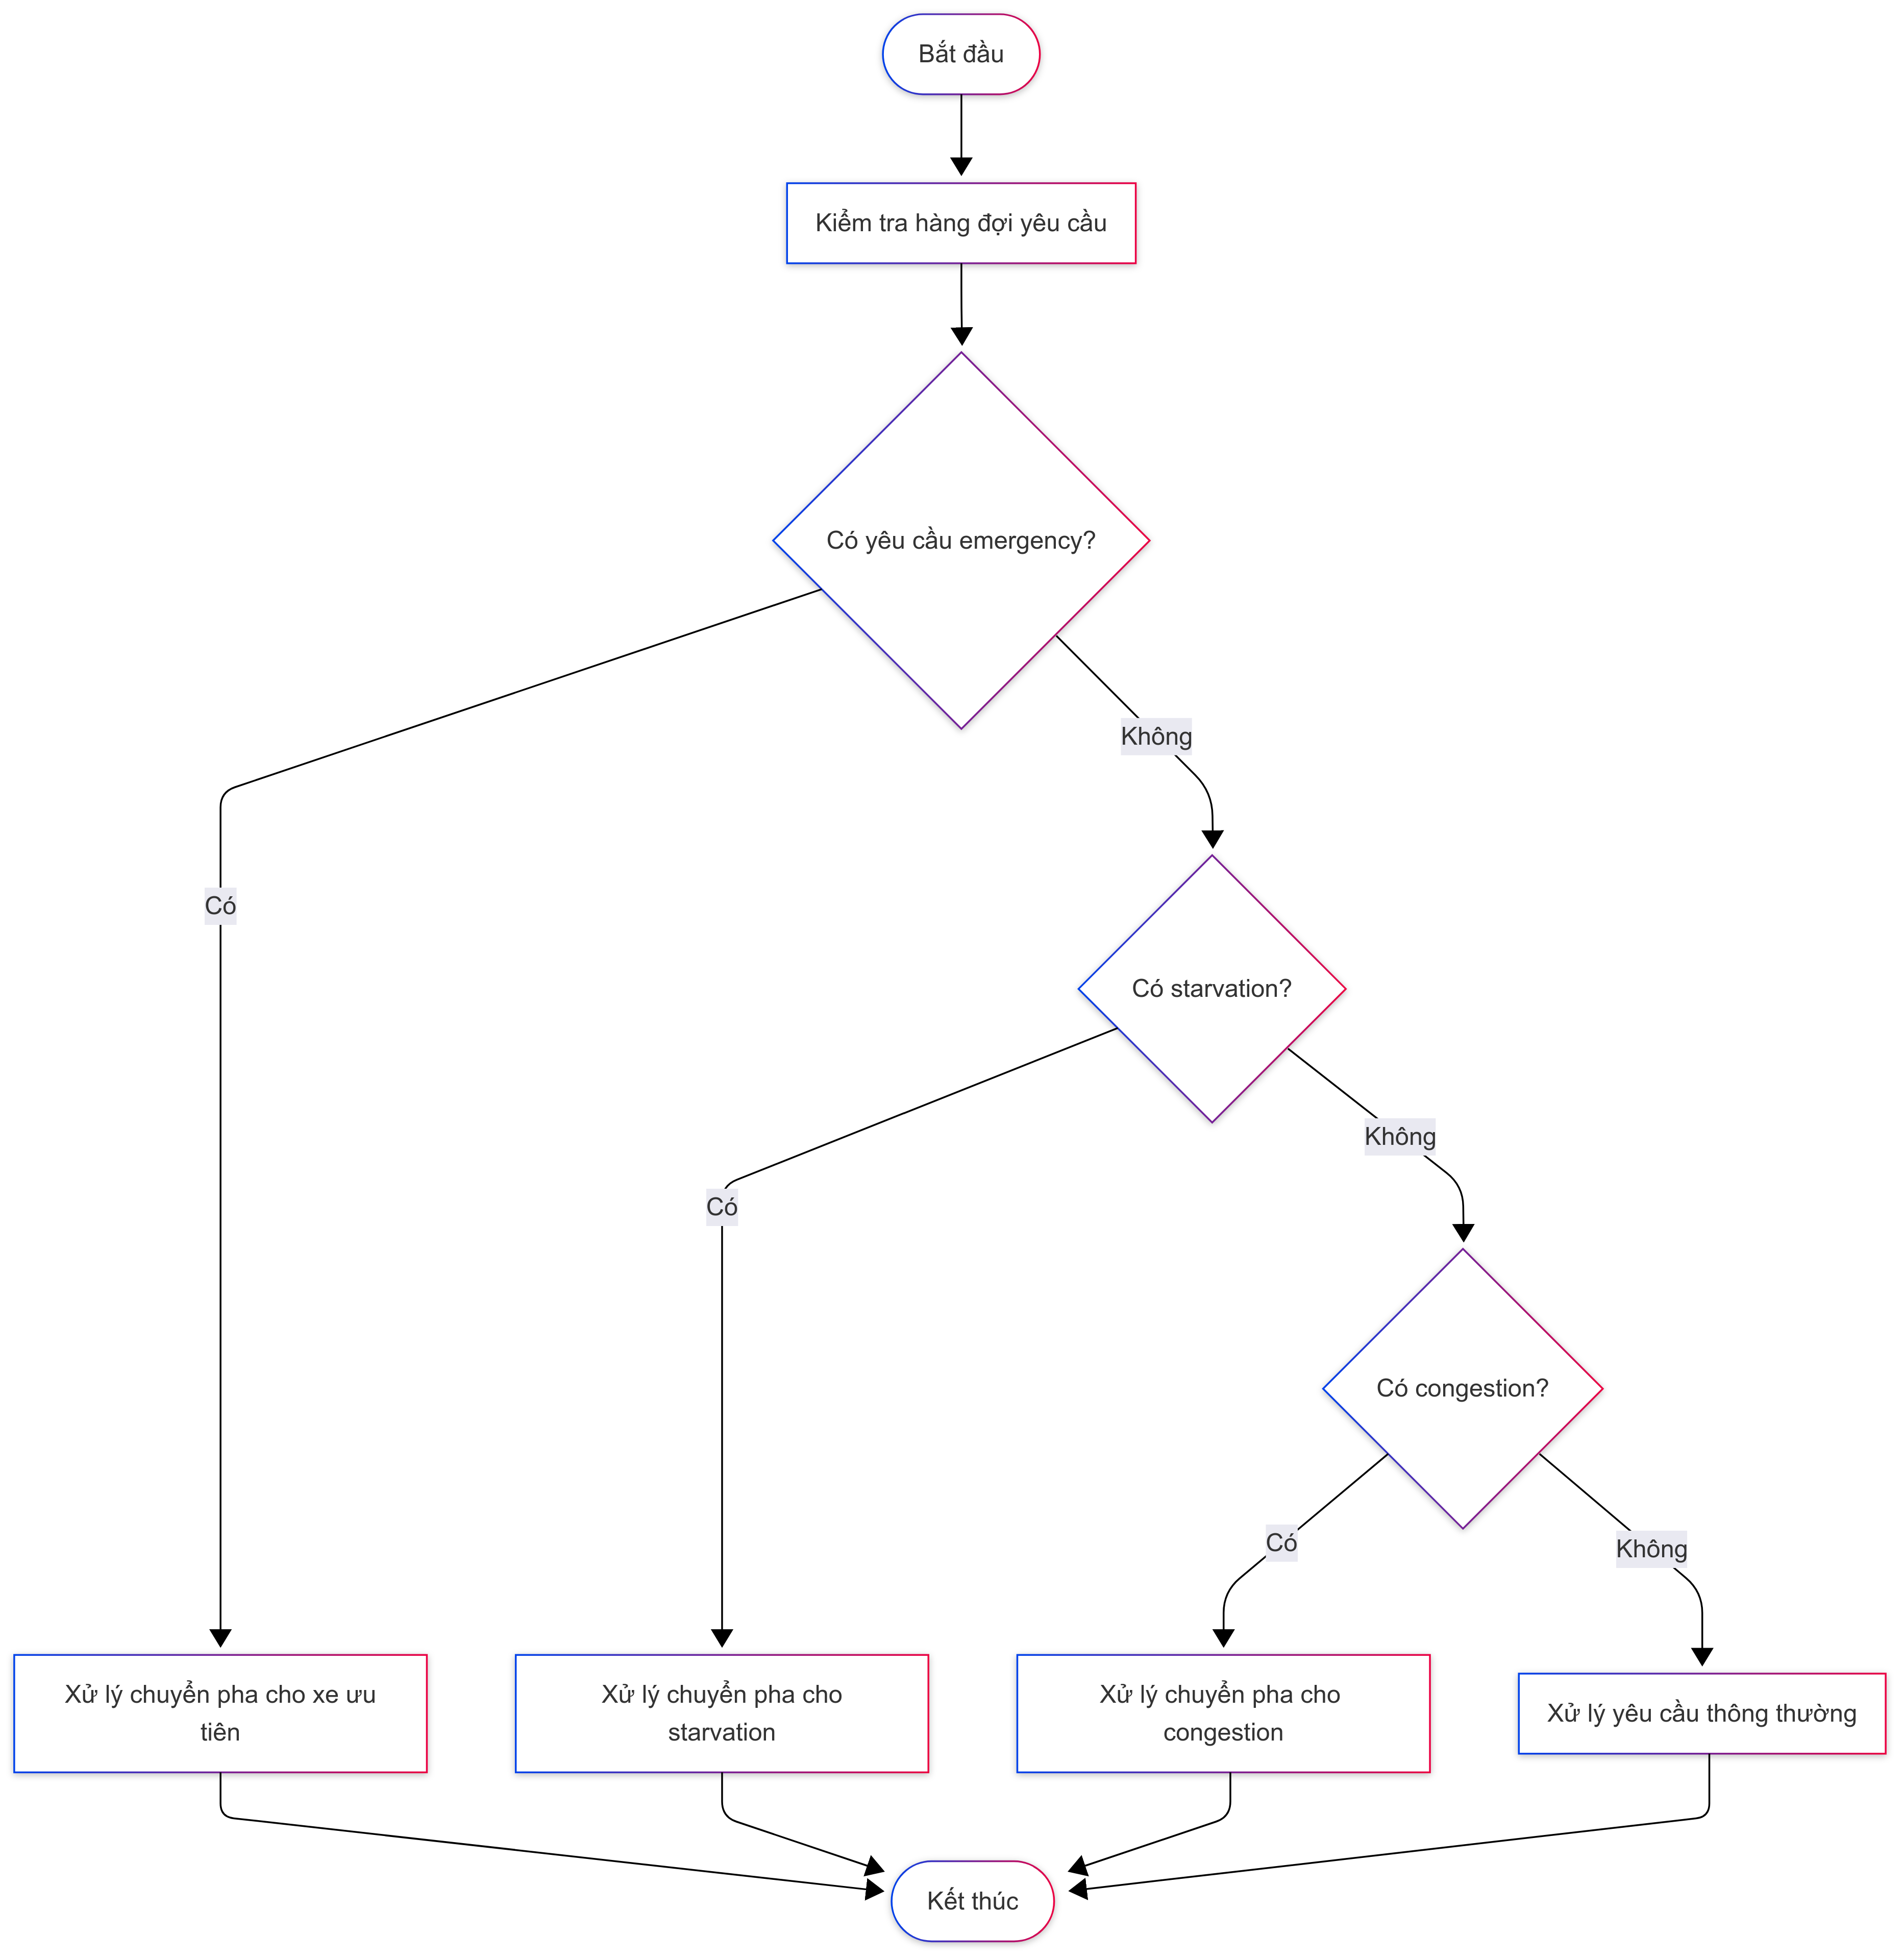 Bắt đầu
Kiểm tra hàng đợi yêu cầu
Có yêu cầu emergency?
Không
Có
Có starvation?
Không
Có
Có congestion?
Có
Không
Xử lý chuyển pha cho xe ưu
tiên
Xử lý chuyển pha cho
starvation
Xử lý chuyển pha cho
congestion
Xử lý yêu cầu thông thường
Kết thúc